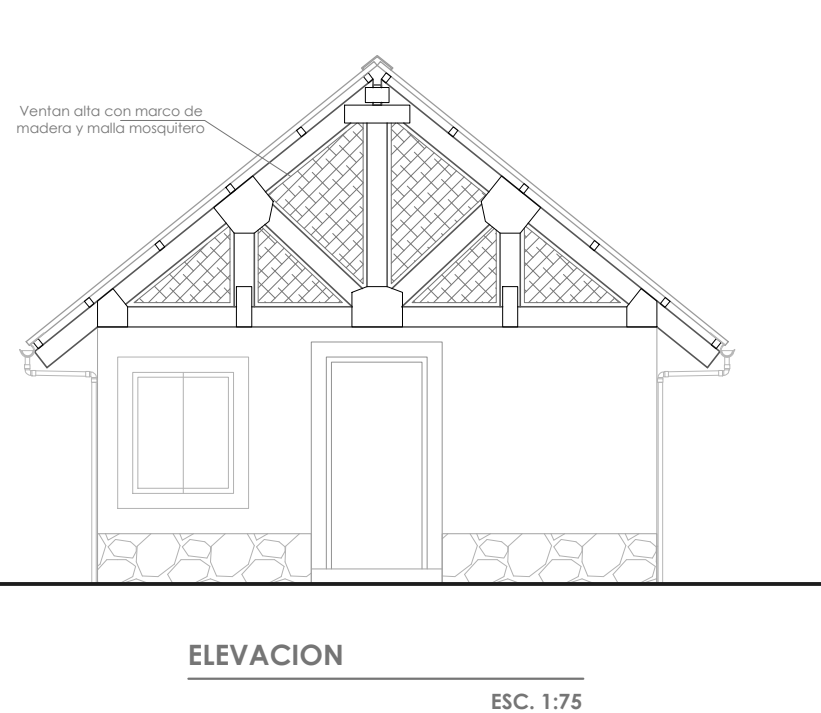 Ventan alta con marco de
madera y malla mosquitero
ELEVACION
ESC. 1:75